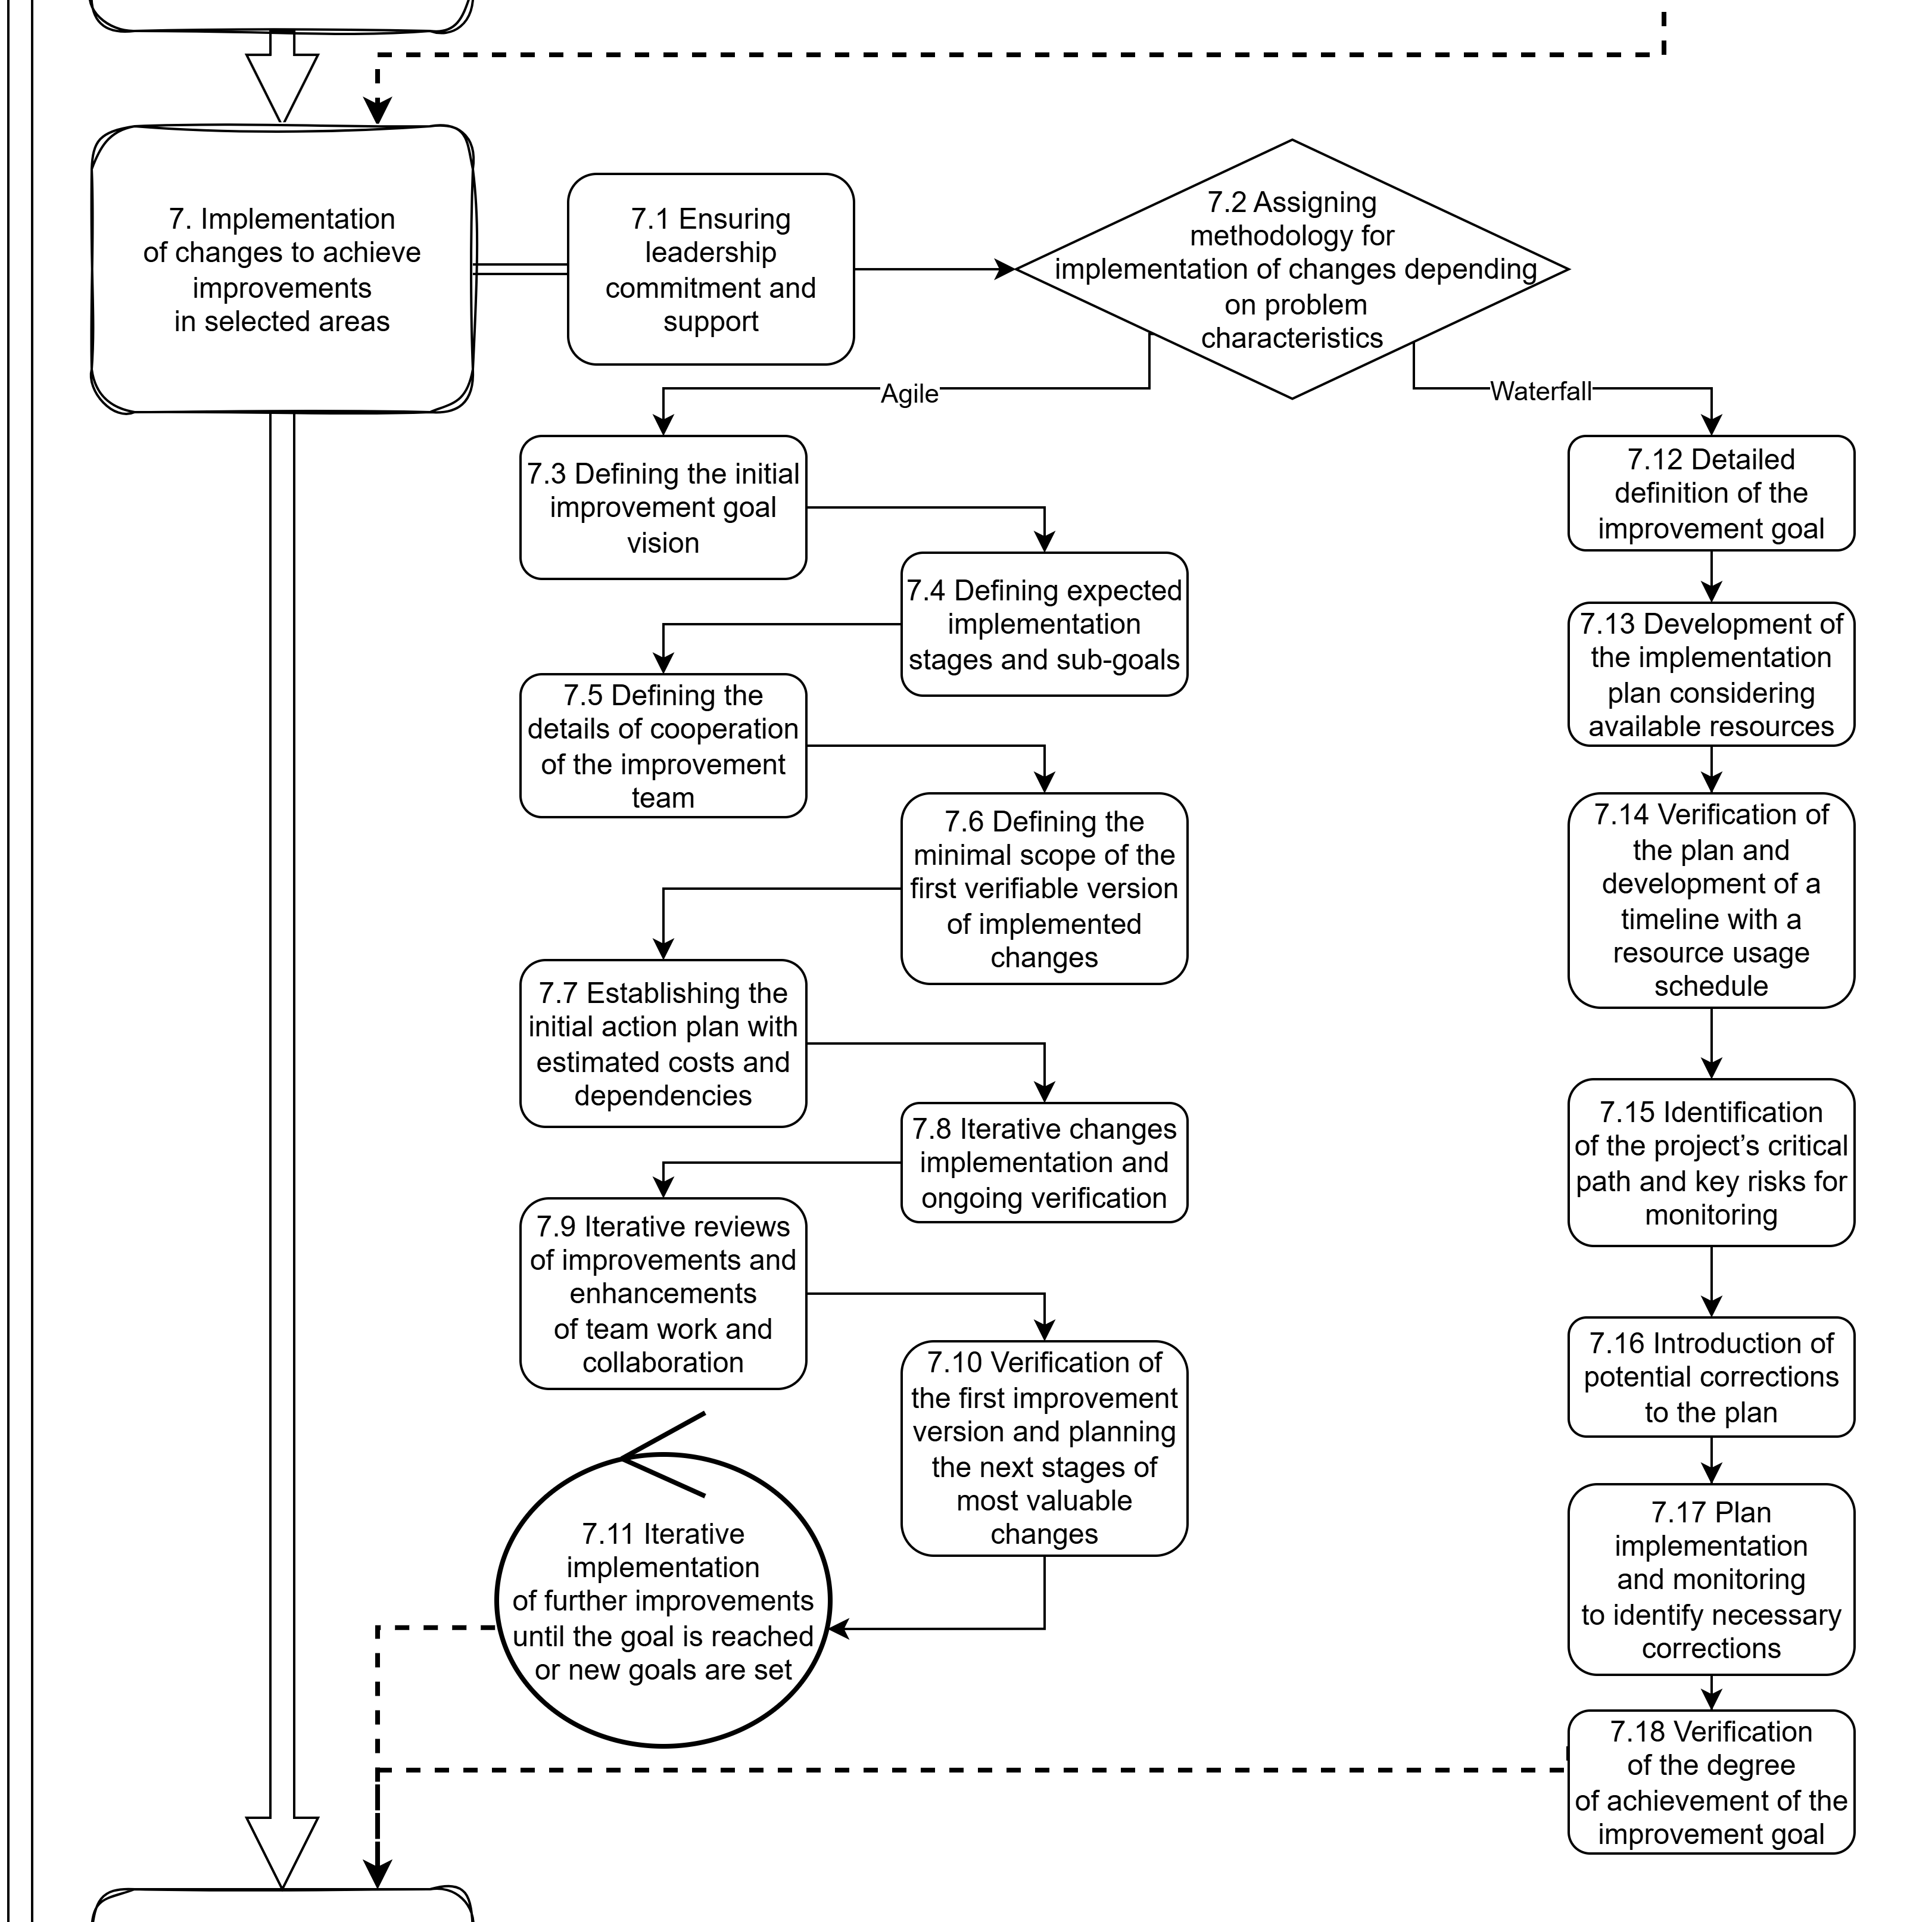 7. Implementation
of changes to achieve
improvements
in selected areas
7.1 Ensuring
leadership
commitment and
support
7.2 Assigning
methodology for
implementation of changes depending
on problem
characteristics
Agile
Waterfall
7.3 Defining the initial
improvement goal
vision
7.4 Defining expected
implementation
stages and sub-goals
7.5 Defining the
details of cooperation
of the improvement
team
7.6 Defining the
minimal scope of the
first verifiable version
of implemented
changes
7.7 Establishing the
initial action plan with
estimated costs and
dependencies
7.8 Iterative changes
implementation and
ongoing verification
7.9 Iterative reviews
of improvements and
enhancements
of team work and
collaboration
7.10 Verification of
the first improvement
version and planning
the next stages of
most valuable
changes
7.11 Iterative
implementation
of further improvements
until the goal is reached
or new goals are set
7.12 Detailed
definition of the
improvement goal
7.13 Development of
the implementation
plan considering
available resources
7.14 Verification of
the plan and
development of a
timeline with a
resource usage
schedule
7.15 Identification
of the project’s critical
path and key risks for
monitoring
7.16 Introduction of
potential corrections
to the plan
7.17 Plan
implementation
and monitoring
to identify necessary
corrections
7.18 Verification
of the degree
of achievement of the
improvement goal